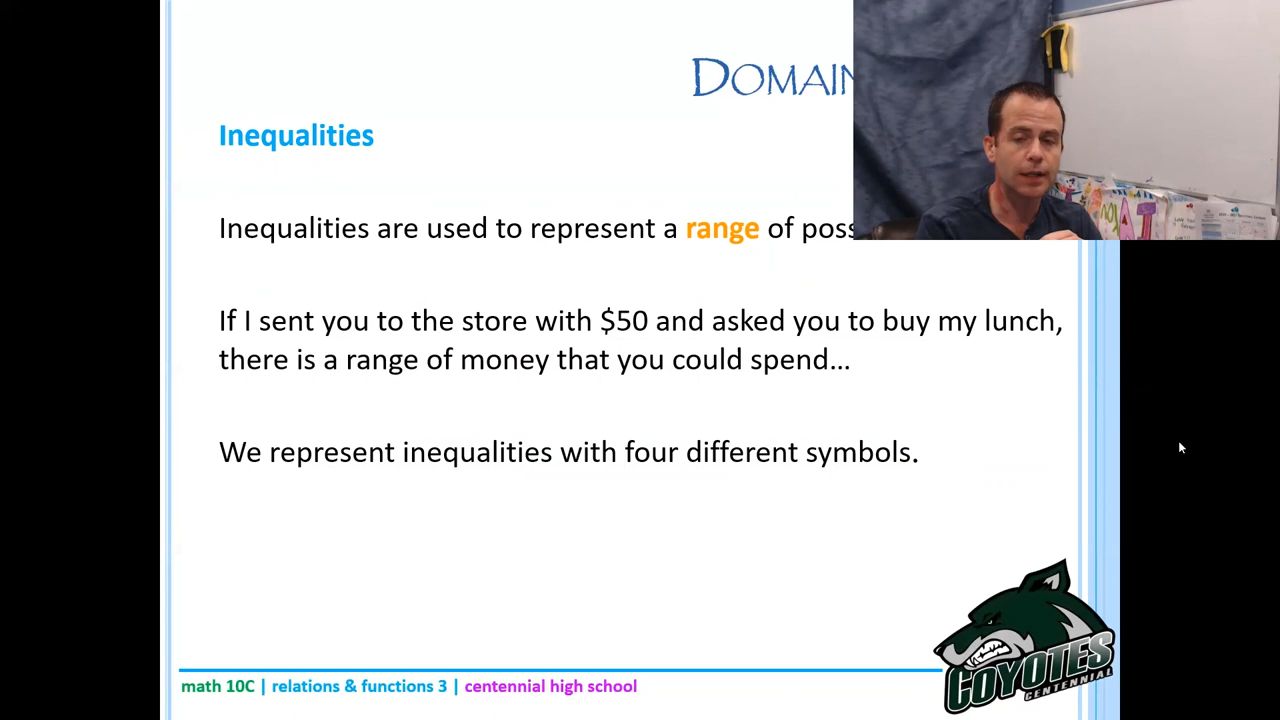 DOMAIN
Inequalities
Inequalities are used to represent a range of poss
If I sent you to the store with $50 and asked you to buy my lunch,
there is a range of money that you could spend…
We represent inequalities with four different symbols.
COYOTES
CENTENNIAL
math 10C | relations & functions 3 | centennial high school